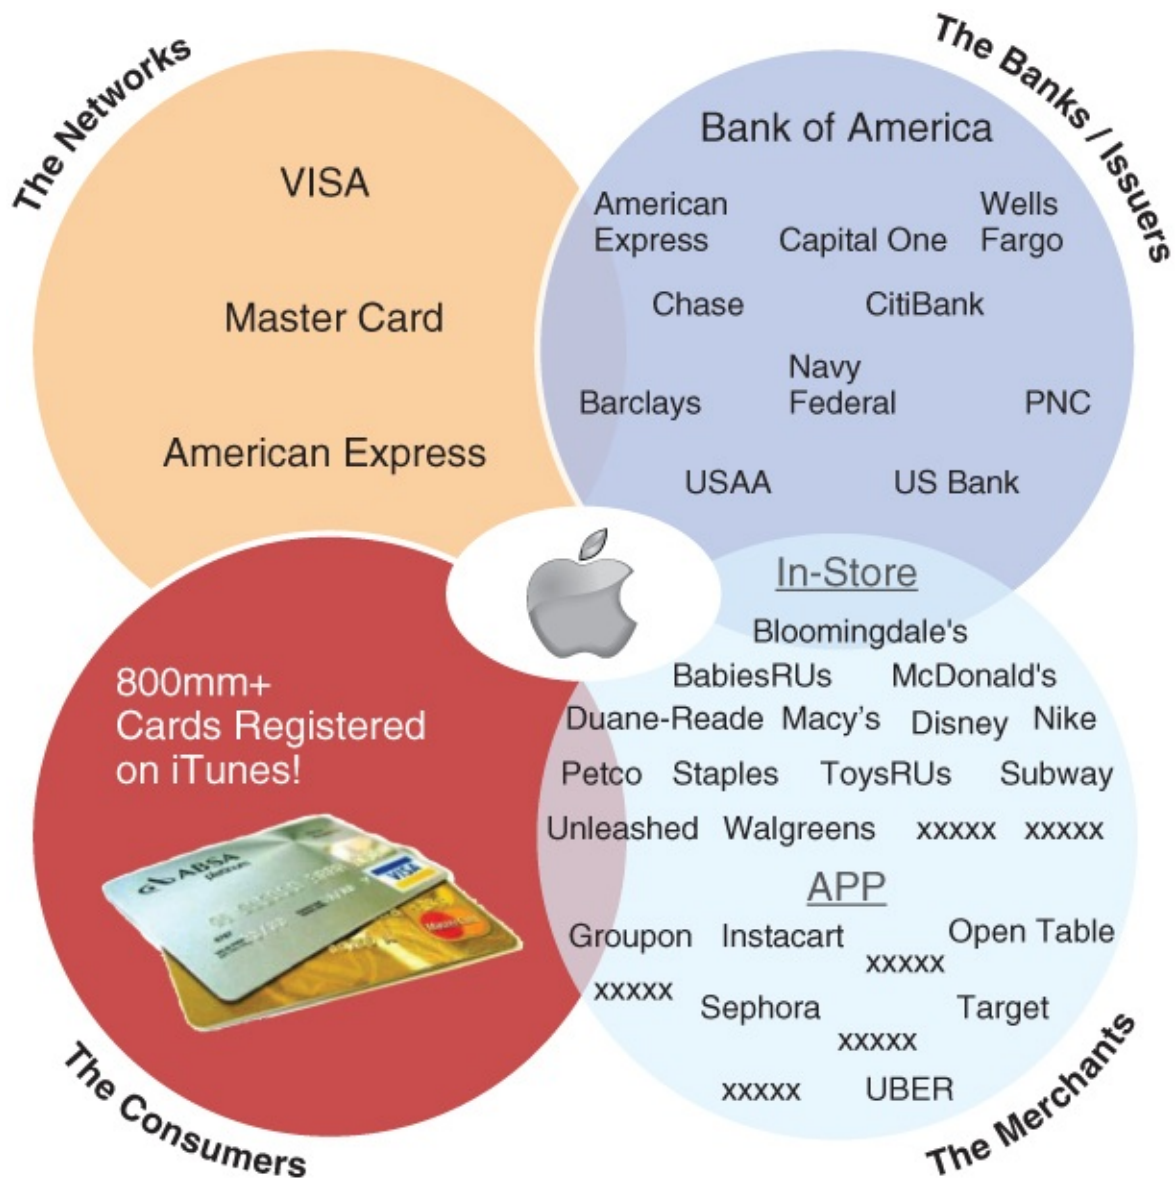 The Networks
VISA
Master Card
American Express
The Banks / Issuers
Bank of America
American
Express
Capital One
Wells
Fargo
Chase
CitiBank
Barclays
Navy
Federal
PNC
USAA
US Bank
800mm+
Cards Registered
on iTunes!
ABSA
platinum
VISA
The Consumers
In-Store
Bloomingdale's
BabiesRUs McDonald's
Duane-Reade Macy's Disney Nike
Petco Staples ToysRUs Subway
Unleashed Walgreens xxxxx xxxxx
APP
Groupon Instacart Open Table
xxxxx
xxxxx
Sephora Target
xxxxx
xxxxx UBER
The Merchants